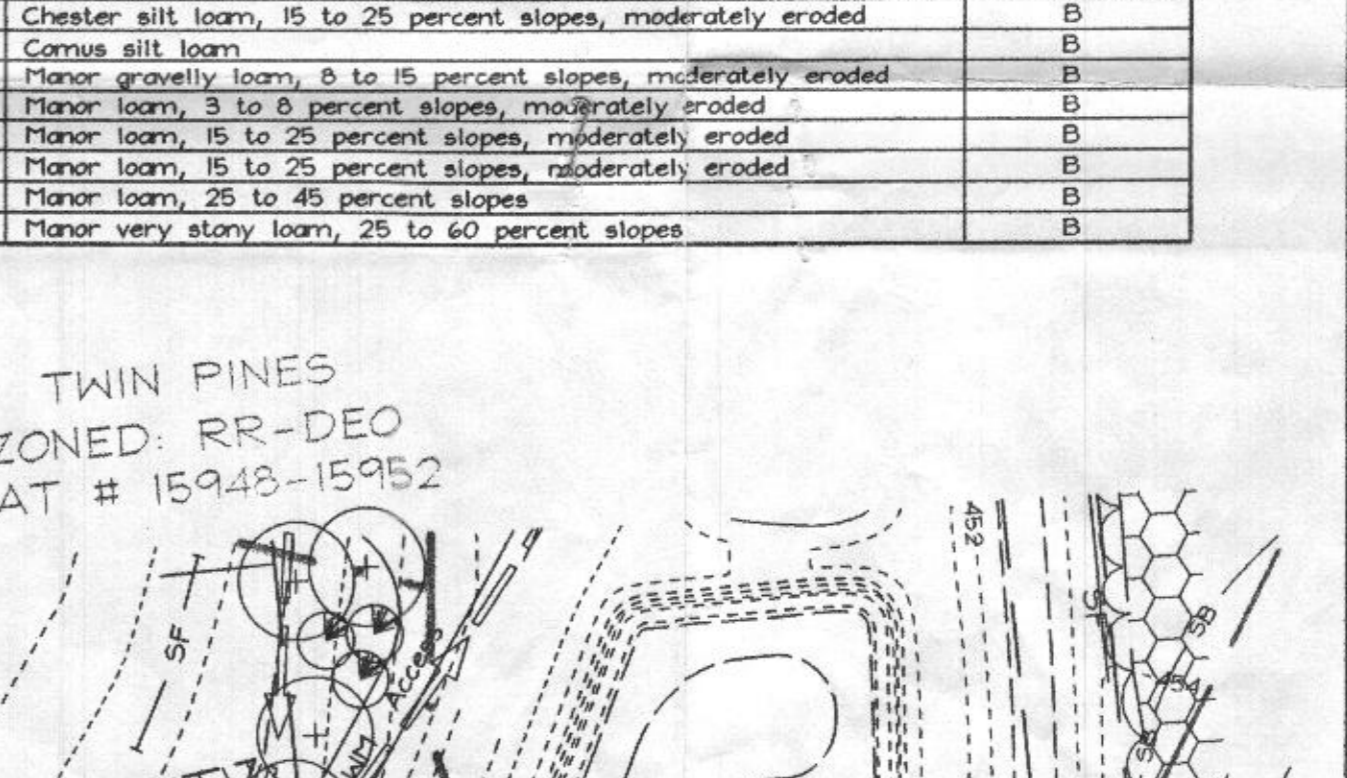 Chester silt loam, 15 to 25 percent slopes, moderately eroded B
Comus silt loam B
Manor gravelly loam, 8 to 15 percent slopes, moderately eroded B
Manor loam, 3 to 8 percent slopes, moderately eroded B
Manor loam, 15 to 25 percent slopes, moderately eroded B
Manor loam, 15 to 25 percent slopes, moderately eroded B
Manor loam, 25 to 45 percent slopes B
Manor very stony loam, 25 to 60 percent slopes B
TWIN PINES
ZONED: RR-DEO
AT # 15948-15952
452
SF
Access
SB
WM